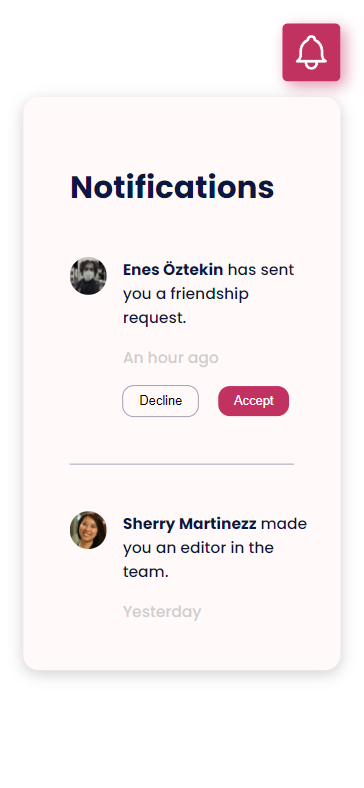 Notifications
Enes Öztekin has sent
you a friendship
request.
An hour ago
Decline Accept
Sherry Martinezz made
you an editor in the
team.
Yesterday